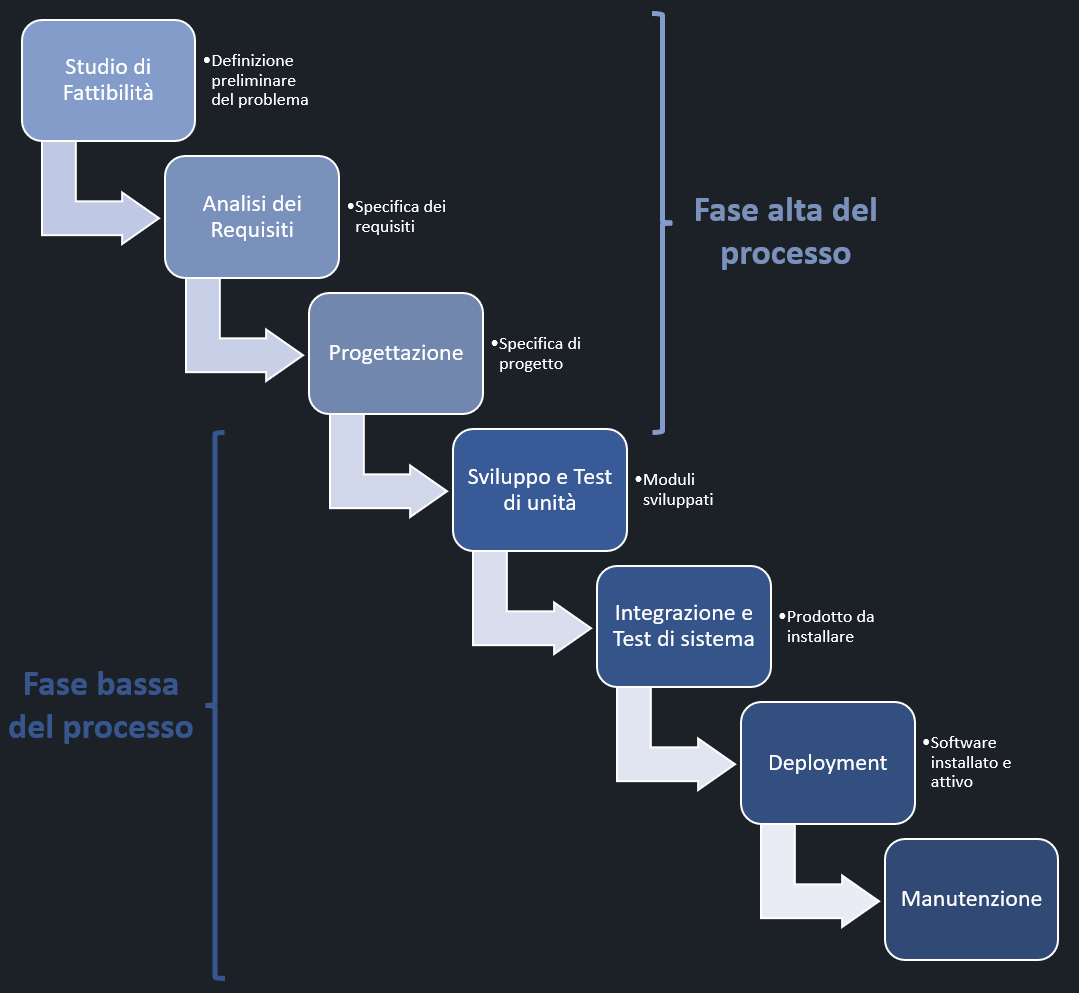 Studio di
Fattibilità
•Definizione
preliminare
del problema
Analisi dei
Requisiti
•Specifica dei
requisiti
Fase alta del
processo
Progettazione
•Specifica di
progetto
Sviluppo e Test
di unità
•Moduli
sviluppati
Integrazione e
Test di sistema
•Prodotto da
installare
Fase bassa
del processo
Deployment
•Software
installato e
attivo
Manutenzione